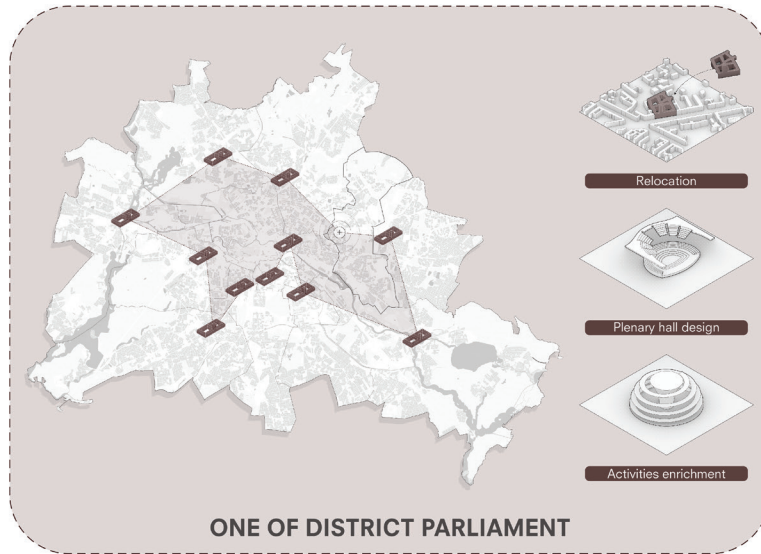 Relocation
Plenary hall design
Activities enrichment
ONE OF DISTRICT PARLIAMENT